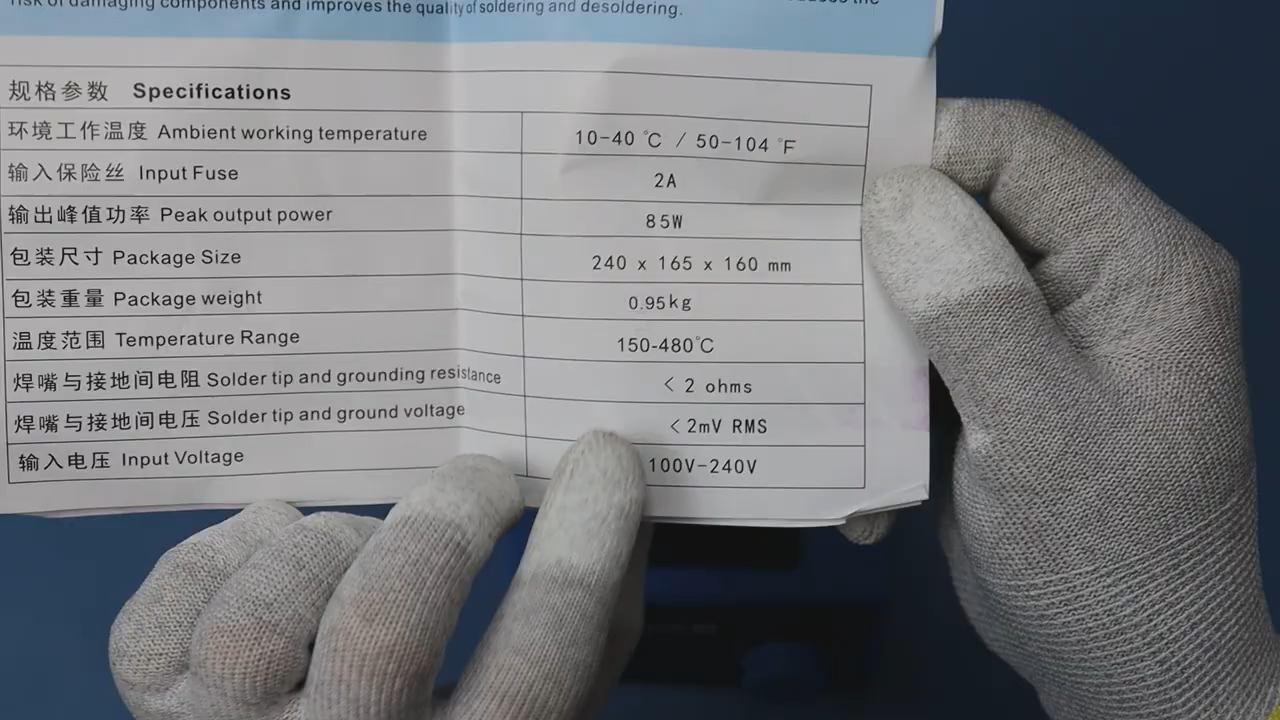 risk of damaging components and improves the quality of soldering and desoldering.
规格参数 Specifications
环境工作温度 Ambient working temperature 10-40 ℃ / 50-104 ℉
输入保险丝 Input Fuse 2A
输出峰值功率 Peak output power 85W
包装尺寸 Package Size 240 x 165 x 160 mm
包装重量 Package weight 0.95kg
温度范围 Temperature Range 150-480℃
焊嘴与接地间电阻 Solder tip and grounding resistance < 2 ohms
焊嘴与接地间电压 Solder tip and ground voltage <2mV RMS
输入电压 Input Voltage 100V-240V